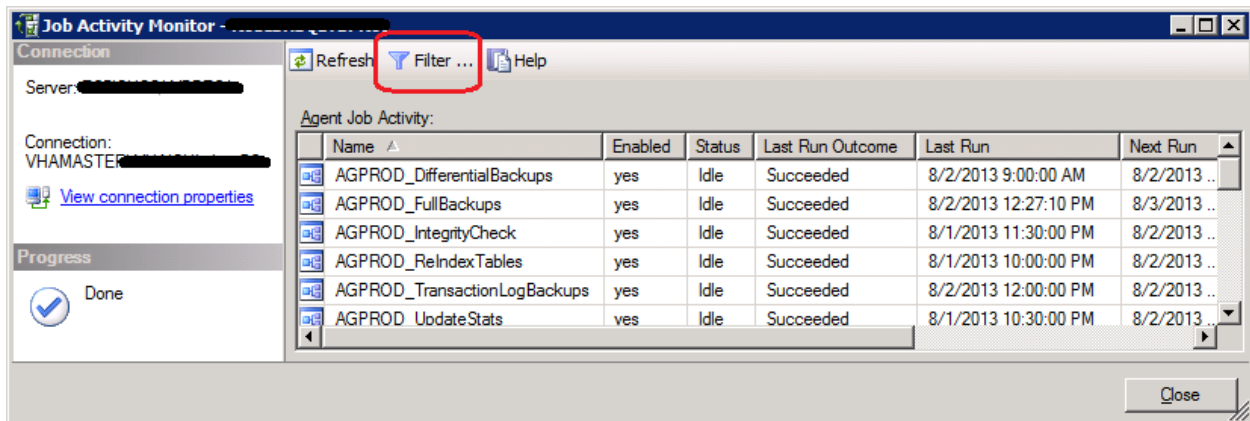 Job Activity Monitor -
Connection
Server:
Connection:
View connection properties
Progress
Done
Refresh Filter ... Help
Agent Job Activity:
Name Enabled Status Last Run Outcome Last Run Next Run
AGPROD_DifferentialBackups yes Idle Succeeded 8/2/2013 9:00:00 AM 8/2/2013 ..
AGPROD_FullBackups yes Idle Succeeded 8/2/2013 12:27:10 PM 8/3/2013 ..
AGPROD_IntegrityCheck yes Idle Succeeded 8/1/2013 11:30:00 PM 8/2/2013 ..
AGPROD_ReIndexTables yes Idle Succeeded 8/1/2013 10:00:00 PM 8/2/2013 ..
AGPROD_TransactionLogBackups yes Idle Succeeded 8/2/2013 12:00:00 PM 8/2/2013 ..
AGPROD_UpdateStats yes Idle Succeeded 8/1/2013 10:30:00 PM 8/2/2013 ..
Close